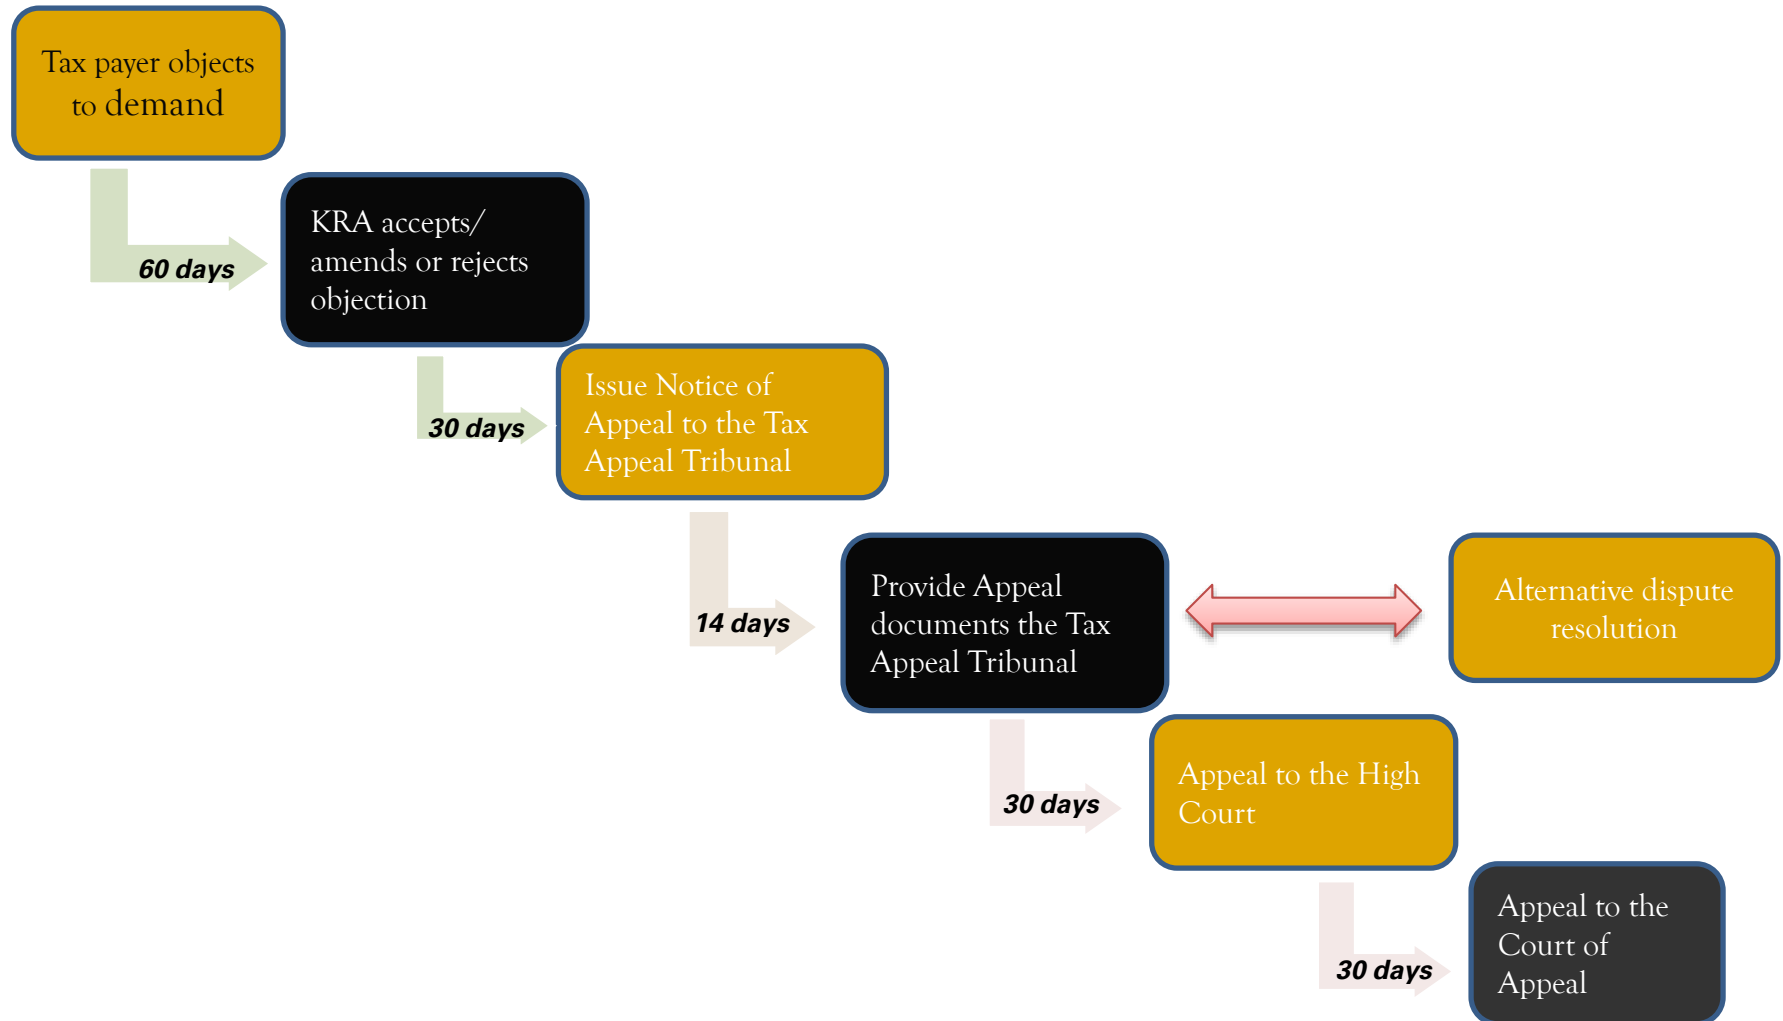 Tax payer objects
to demand
60 days
KRA accepts/
amends or rejects
objection
30 days
Issue Notice of
Appeal to the Tax
Appeal Tribunal
14 days
Provide Appeal
documents the Tax
Appeal Tribunal
Alternative dispute
resolution
30 days
Appeal to the High
Court
30 days
Appeal to the
Court of
Appeal